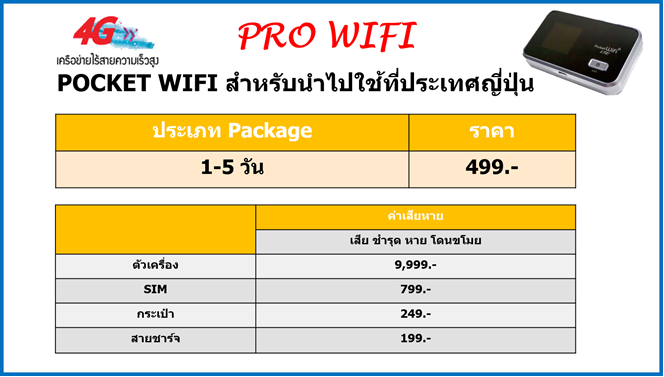 4G
เครือข่ายไร้สายความเร็วสูง
PRO WIFI
POCKET WIFI สำหรับนำไปใช้ที่ประเทศญี่ปุ่น
ประเภท Package ราคา
1-5 วัน 499.-
ค่าเสียหาย
เสีย ชำรุด หาย โดนขโมย
ตัวเครื่อง 9,999.-
SIM 799.-
กระเป๋า 249.-
สายชาร์จ 199.-
Pocket WiFi
LTE